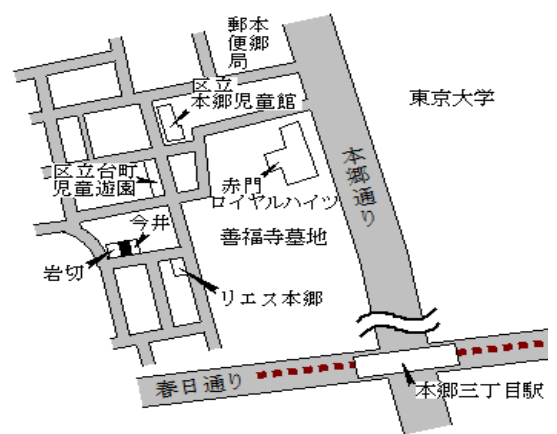 郵本
便郷
局
区立
本郷児童館
東京大学
本郷通り
区立台町
児童遊園
赤門
ロイヤルハイツ
今井
善福寺墓地
岩切
リエス本郷
春日通り
本郷三丁目駅